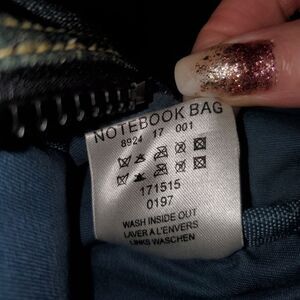 NOTEBOOK BAG
8924 17 001
171515
0197
WASH INSIDE OUT
LAVER A L'ENVERS
LINKS WASCHEN